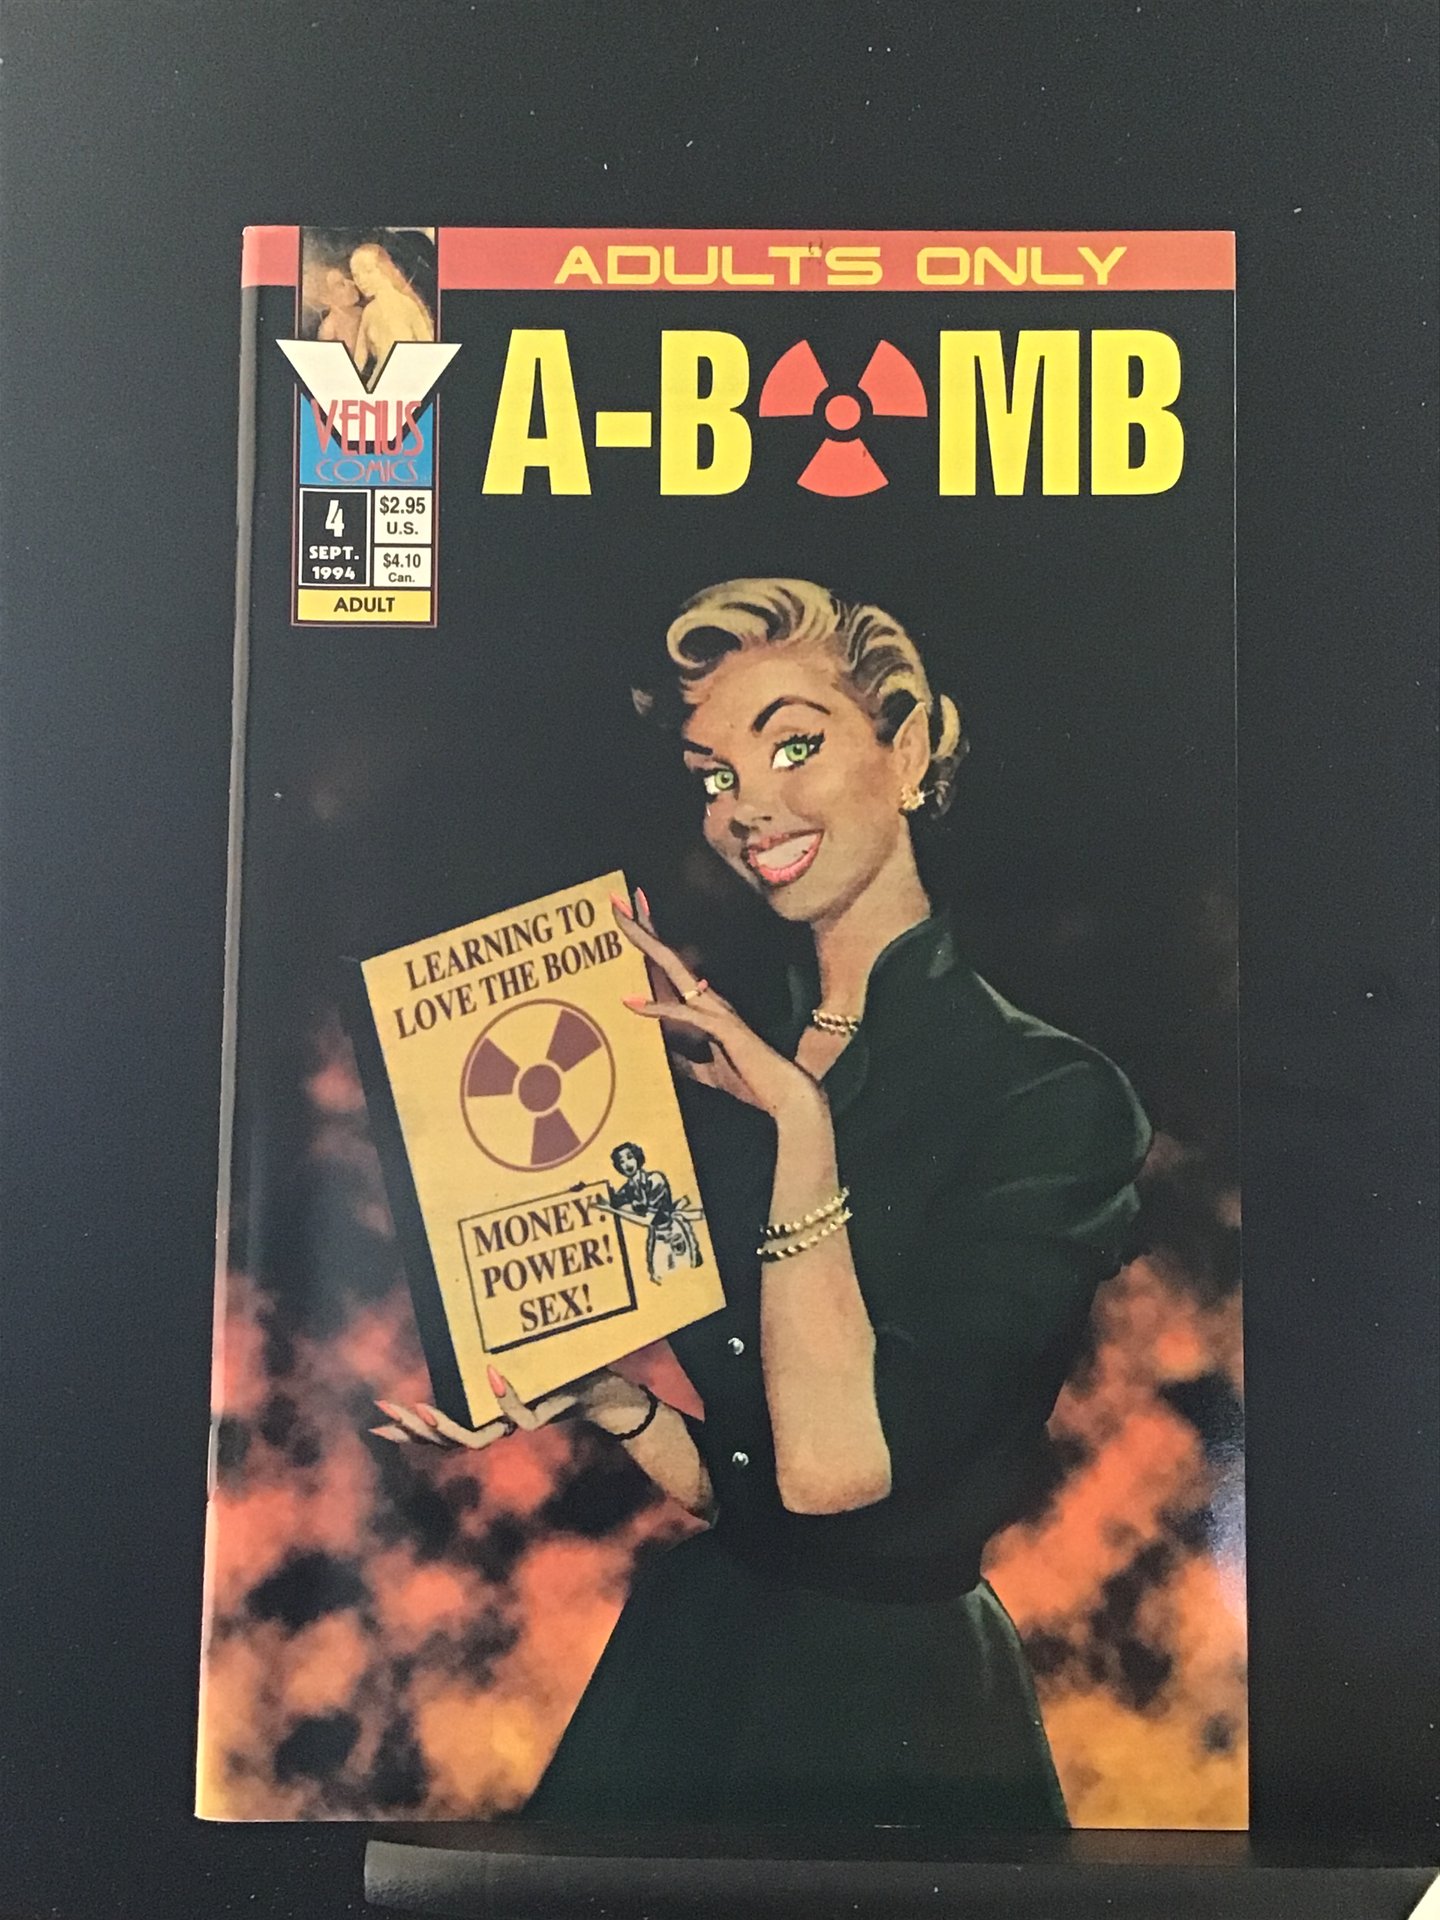 ADULT'S ONLY
A-BOMB
V
VENUS
COMICS
4
SEPT.
1994
$2.95
U.S.
$4.10
Can.
ADULT
LEARNING TO
LOVE THE BOMB
MONEY!
POWER!
SEX!